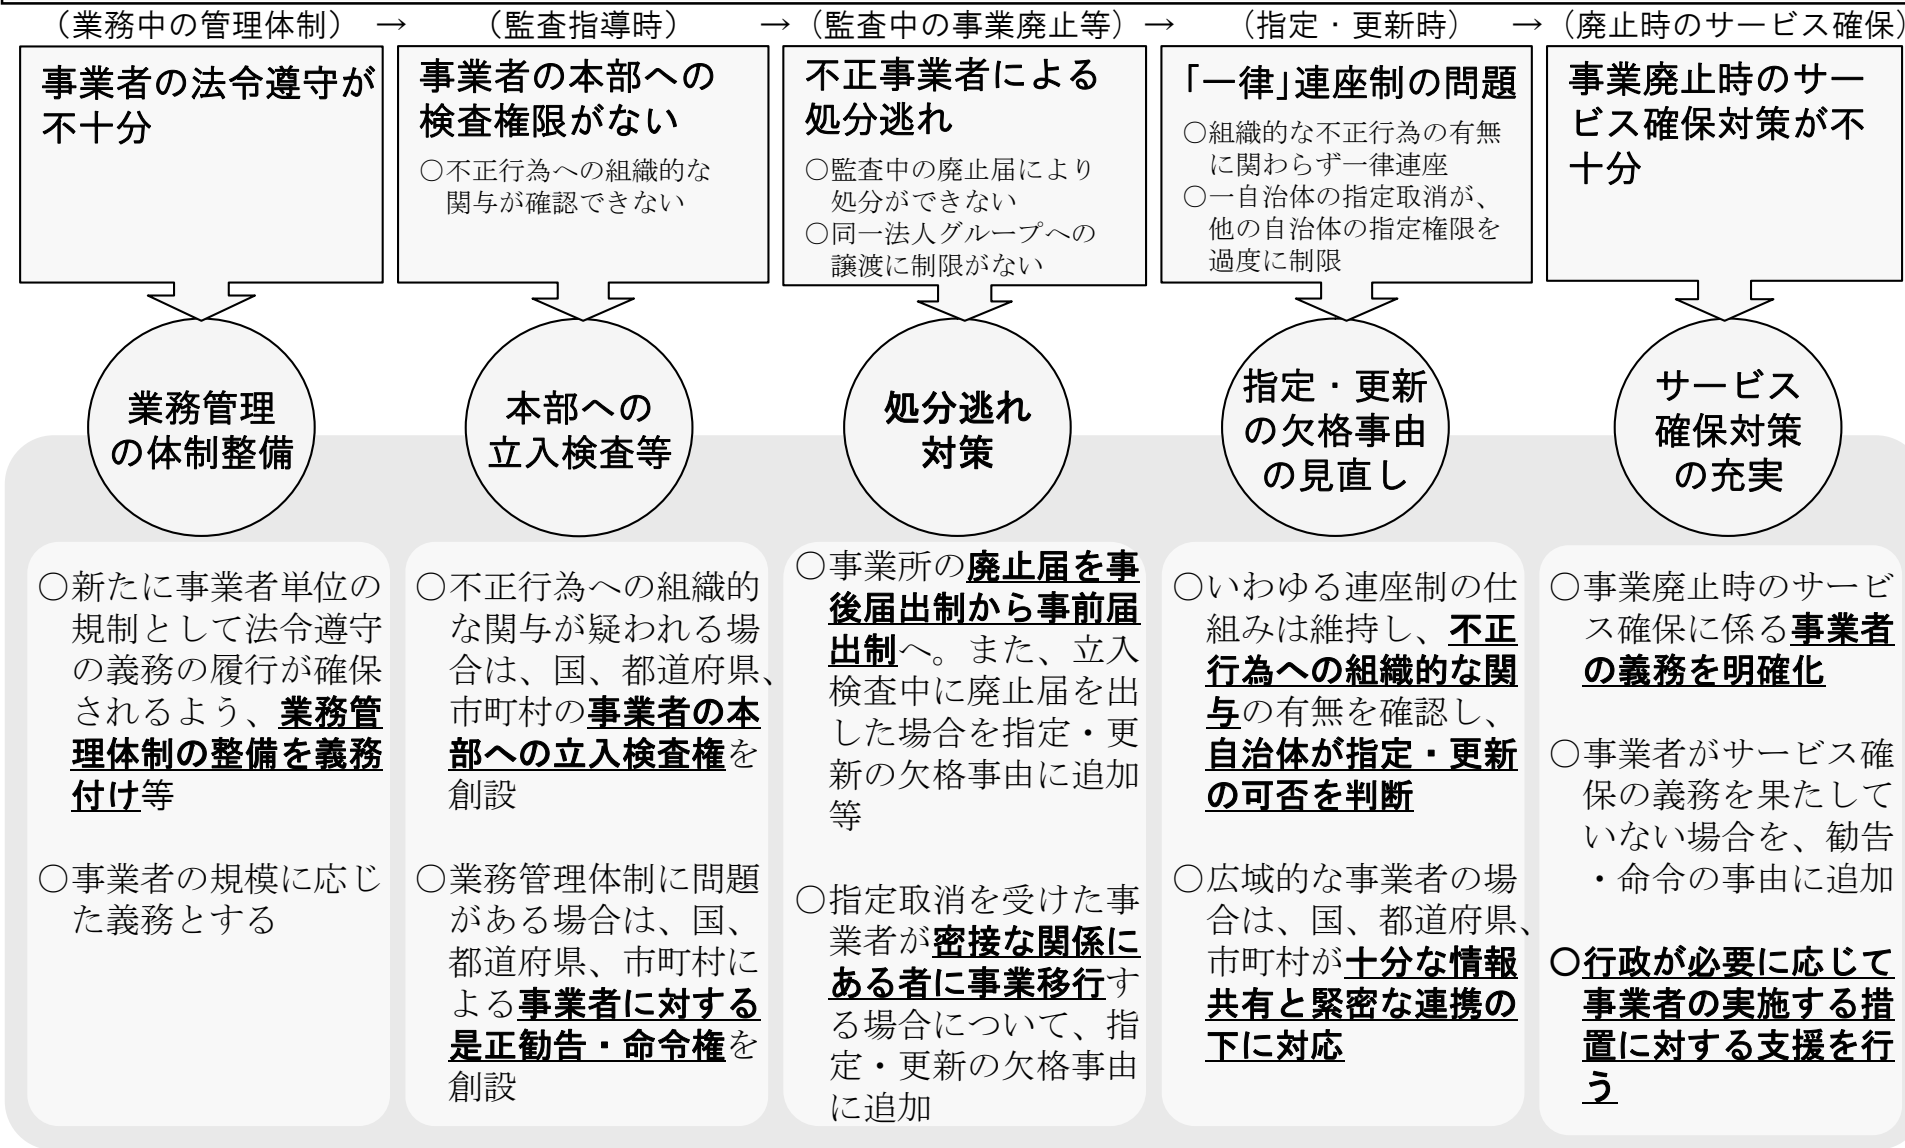 （業務中の管理体制） → （監査指導時） →（監査中の事業廃止等）→ （指定・更新時） →（廃止時のサービス確保）
事業者の法令遵守が
不十分
事業者の本部への
検査権限がない
○不正行為への組織的な
関与が確認できない
不正事業者による
処分逃れ
○監査中の廃止届により
処分ができない
○同一法人グループへの
譲渡に制限がない
「一律」連座制の問題
○組織的な不正行為の有無
に関わらず一律連座
○一自治体の指定取消が、
他の自治体の指定権限を
過度に制限
事業廃止時のサー
ビス確保対策が不
十分
業務管理
の体制整備
本部への
立入検査等
処分逃れ
対策
指定・更新
の欠格事由
の見直し
サービス
確保対策
の充実
○新たに事業者単位の
規制として法令遵守
の義務の履行が確保
されるよう、業務管
理体制の整備を義務
付け等
○事業者の規模に応じ
た義務とする
○不正行為への組織的
な関与が疑われる場
合は、国、都道府県、
市町村の事業者の本
部への立入検査権を
創設
○業務管理体制に問題
がある場合は、国、
都道府県、市町村に
よる事業者に対する
是正勧告・命令権を
創設
○事業所の廃止届を事
後届出制から事前届
出制へ。また、立入
検査中に廃止届を出
した場合を指定・更
新の欠格事由に追加
等
○指定取消を受けた事
業者が密接な関係に
ある者に事業移行す
る場合について、指
定・更新の欠格事由
に追加
○いわゆる連座制の仕
組みは維持し、不正
行為への組織的な関
与の有無を確認し、
自治体が指定・更新
の可否を判断
○広域的な事業者の場
合は、国、都道府県、
市町村が十分な情報
共有と緊密な連携の
下に対応
○事業廃止時のサービ
ス確保に係る事業者
の義務を明確化
○事業者がサービス確
保の義務を果たして
いない場合を、勧告
・命令の事由に追加
○行政が必要に応じて
事業者の実施する措
置に対する支援を行
う